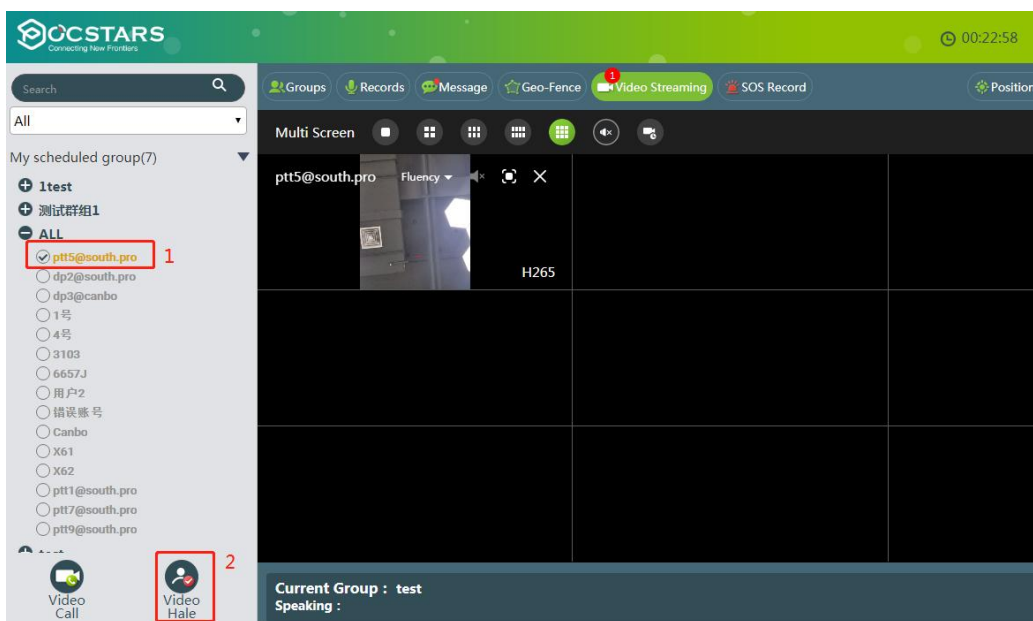 POCSTARS
Connecting New Frontiers
00:22:58
Search
Groups
Records
Message
Geo-Fence
1
Video Streaming
SOS Record
Position
All
Multi Screen
My scheduled group(7)
1test
测试群组1
ALL
ptt5@south.pro
1
dp2@south.pro
dp3@canbo
1号
4号
3103
6657J
用户2
错误账号
Canbo
X61
X62
ptt1@south.pro
ptt7@south.pro
ptt9@south.pro
test
ptt5@south.pro
Fluency
H265
Video
Call
Video
Hale
2
Current Group : test
Speaking :